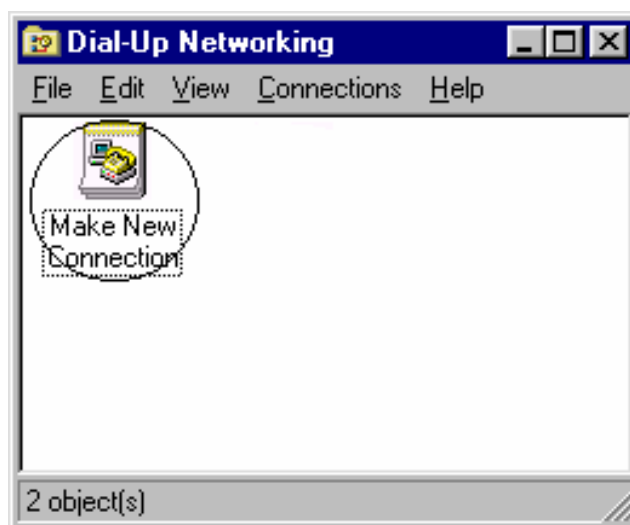 Dial-Up Networking
File Edit View Connections Help
Make New
Connection
2 object(s)